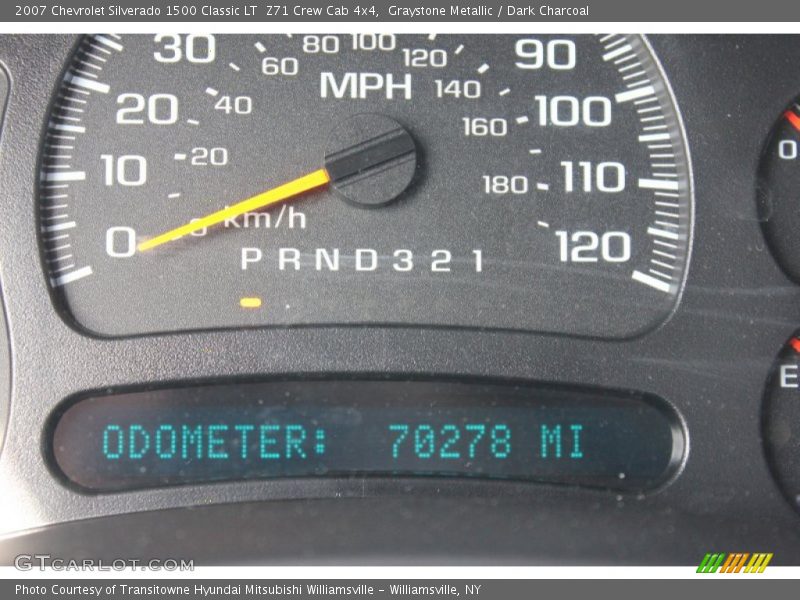 2007 Chevrolet Silverado 1500 Classic LT  Z71 Crew Cab 4x4,  Graystone Metallic / Dark Charcoal
30 60 80 100 120 90
MPH
20 40 140 100
160
10 20 180 110 0
km/h
0 0 120
P R N D 3 2 1
E
ODOMETER: 70278 MI
GTCARLOT.COM
Photo Courtesy of Transitowne Hyundai Mitsubishi Williamsville – Williamsville, NY